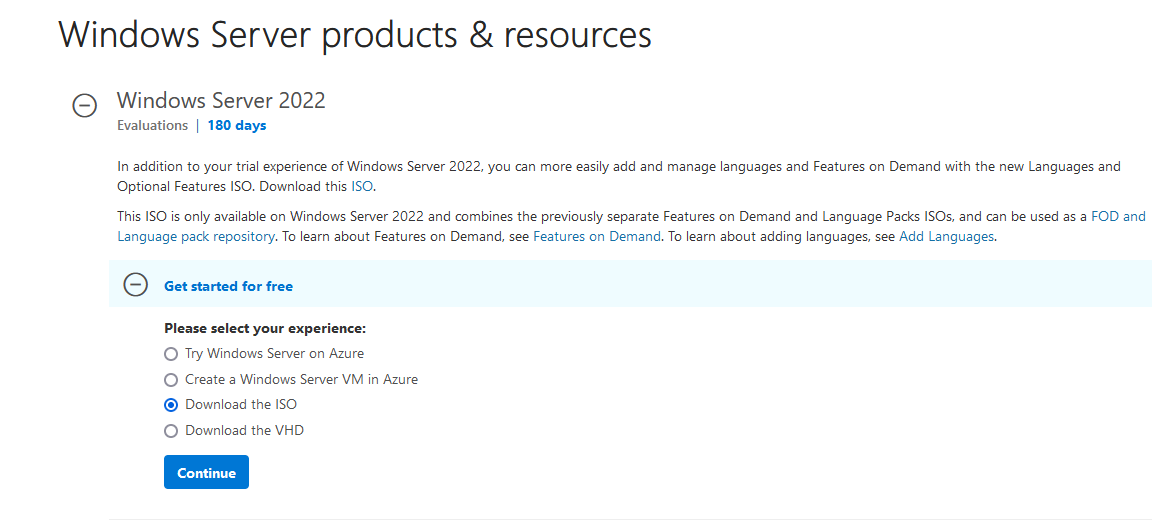 Windows Server products & resources
Windows Server 2022
Evaluations | 180 days
In addition to your trial experience of Windows Server 2022, you can more easily add and manage languages and Features on Demand with the new Languages and
Optional Features ISO. Download this ISO.
This ISO is only available on Windows Server 2022 and combines the previously separate Features on Demand and Language Packs ISOs, and can be used as a FOD and
Language pack repository. To learn about Features on Demand, see Features on Demand. To learn about adding languages, see Add Languages.
Get started for free
Please select your experience:
Try Windows Server on Azure
Create a Windows Server VM in Azure
Download the ISO
Download the VHD
Continue